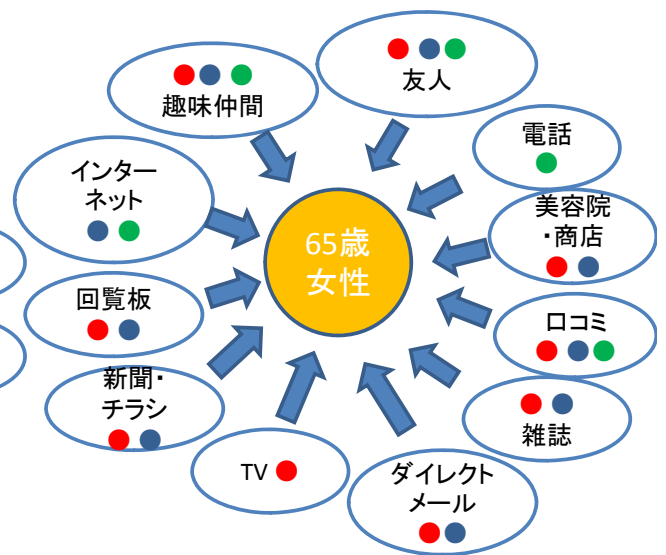 友人
趣味仲間
電話
インター
ネット
美容院
・商店
65歳
女性
回覧板
口コミ
新聞・
チラシ
雑誌
TV
ダイレクト
メール